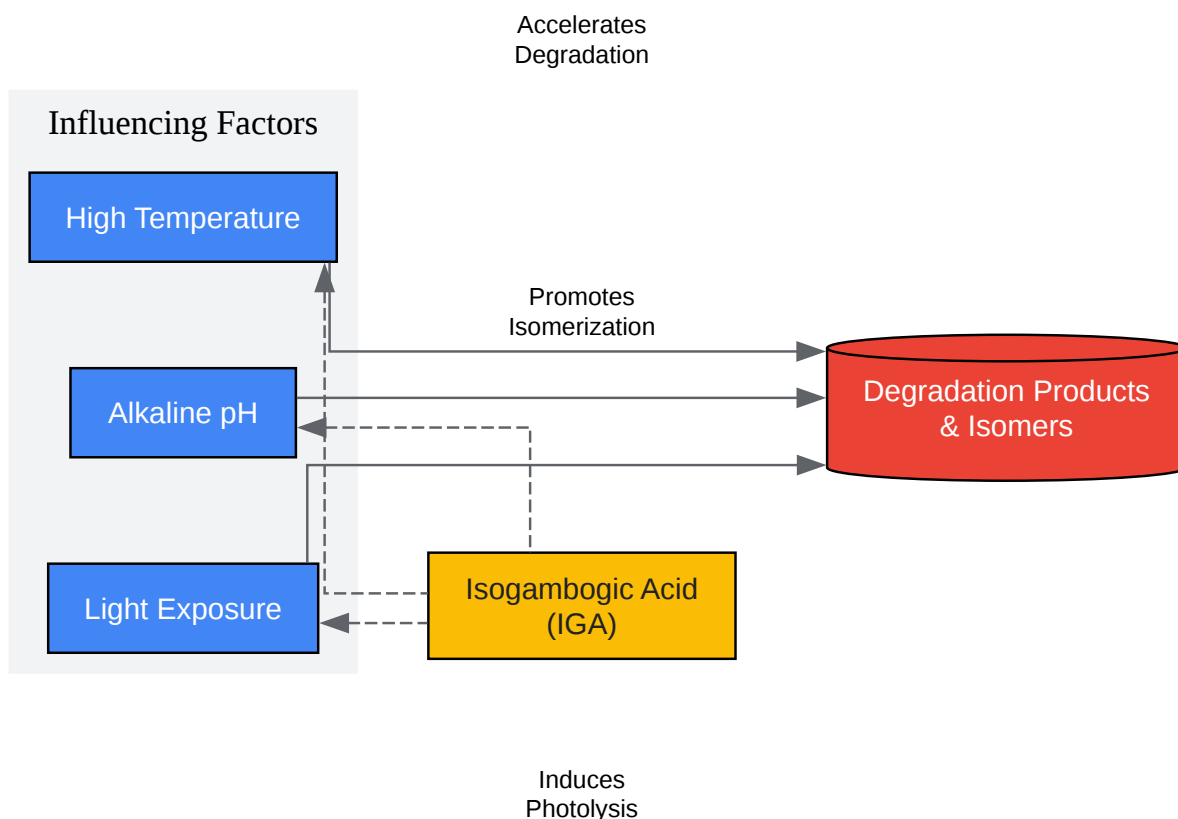 Accelerates
Degradation
Influencing Factors
High Temperature
Promotes
Isomerization
Alkaline pH
Degradation Products
& Isomers
Light Exposure
Isogambogic Acid
(IGA)
Induces
Photolysis